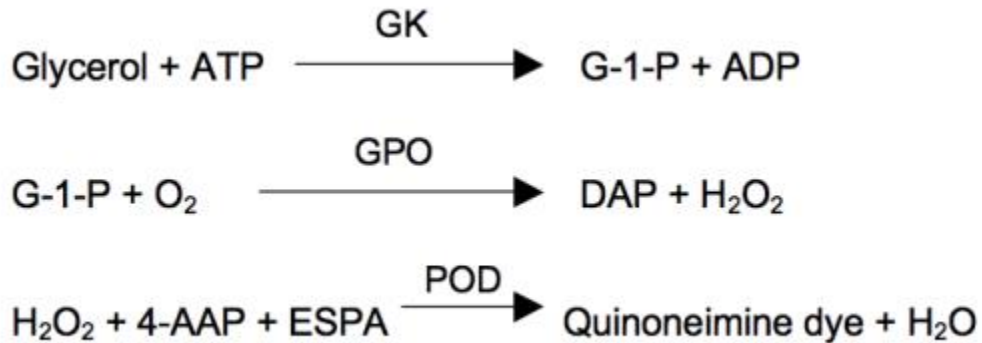 GK
Glycerol + ATP G-1-P + ADP
GPO
G-1-P + O₂ DAP + H₂O₂
POD
H₂O₂ + 4-AAP + ESPA Quinoneimine dye + H₂O